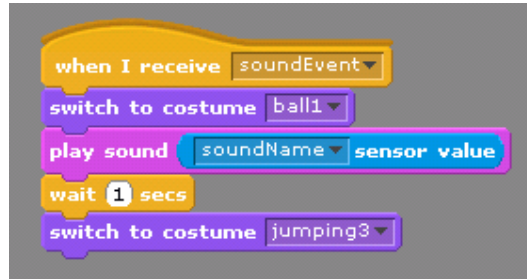 when I receive soundEvent
switch to costume ball1
play sound soundName sensor value
wait 1 secs
switch to costume jumping3